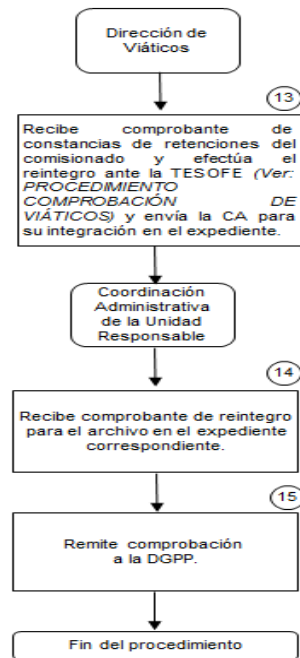 Dirección de
Viáticos
13
Recibe comprobante de
constancias de retenciones del
comisionado y efectúa el
reintegro ante la TESOFE (Ver:
PROCEDIMIENTO
COMPROBACIÓN DE
VIÁTICOS) y envía la CA para
su integración en el expediente.
Coordinación
Administrativa
de la Unidad
Responsable
14
Recibe comprobante de reintegro
para el archivo en el expediente
correspondiente.
15
Remite comprobación
a la DGPP.
Fin del procedimiento